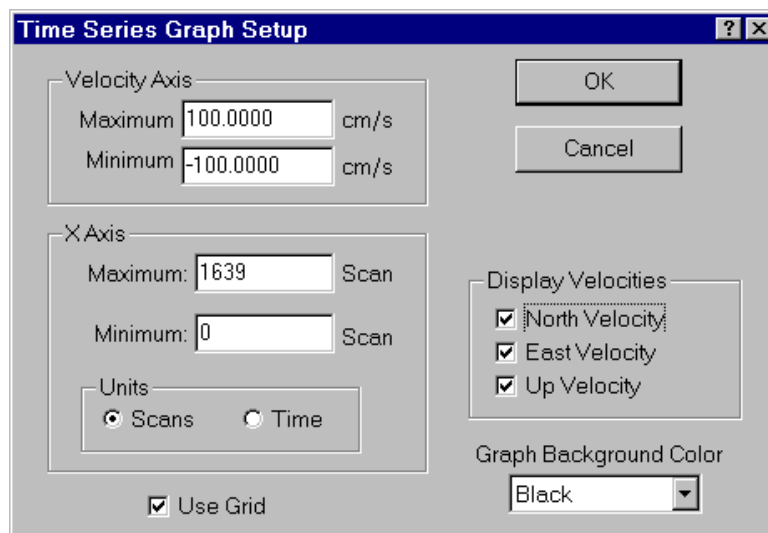 Time Series Graph Setup
Velocity Axis
Maximum 100.0000 cm/s
Minimum -100.0000 cm/s
OK
Cancel
X Axis
Maximum: 1639 Scan
Minimum: 0 Scan
Units
Scans Time
Use Grid
Display Velocities
North Velocity
East Velocity
Up Velocity
Graph Background Color
Black